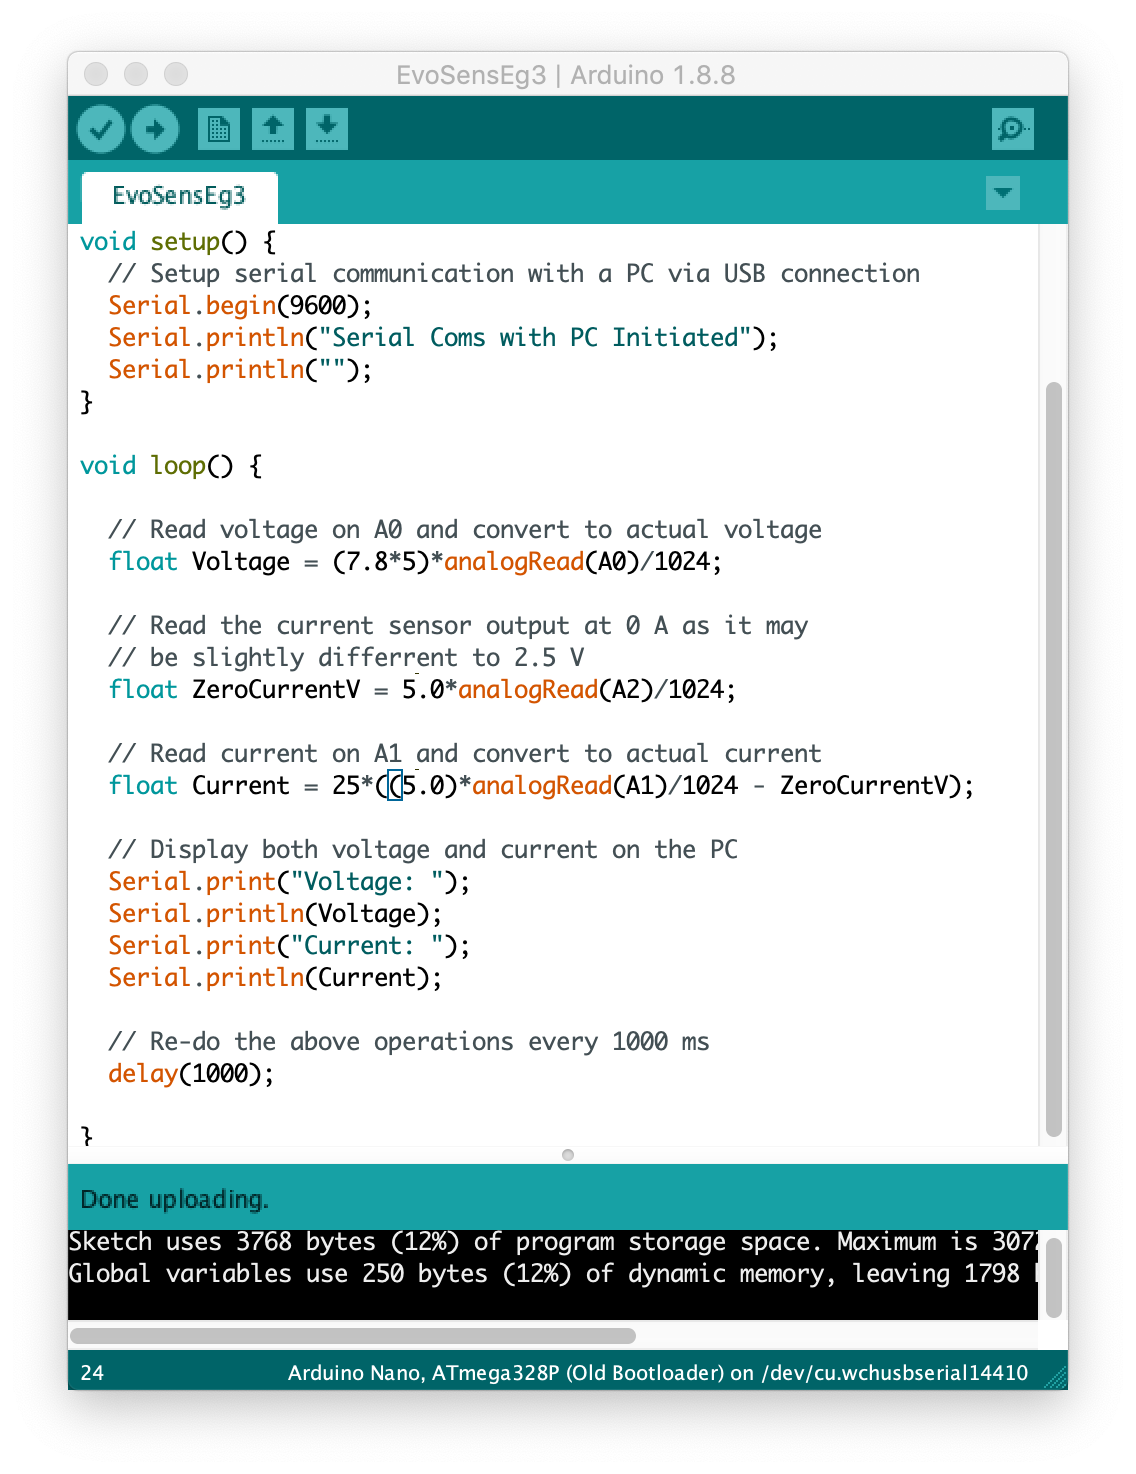 EvoSensEg3 | Arduino 1.8.8
EvoSensEg3
void setup() {
  // Setup serial communication with a PC via USB connection
  Serial.begin(9600);
  Serial.println("Serial Coms with PC Initiated");
  Serial.println("");
}
void loop() {
  // Read voltage on A0 and convert to actual voltage
  float Voltage = (7.8*5)*analogRead(A0)/1024;
  // Read the current sensor output at 0 A as it may
  // be slightly differrent to 2.5 V
  float ZeroCurrentV = 5.0*analogRead(A2)/1024;
  // Read current on A1 and convert to actual current
  float Current = 25*((5.0)*analogRead(A1)/1024 - ZeroCurrentV);
  // Display both voltage and current on the PC
  Serial.print("Voltage: ");
  Serial.println(Voltage);
  Serial.print("Current: ");
  Serial.println(Current);
  // Re-do the above operations every 1000 ms
  delay(1000);
}
Done uploading.
Sketch uses 3768 bytes (12%) of program storage space. Maximum is
Global variables use 250 bytes (12%) of dynamic memory, leaving 1798
24 Arduino Nano, ATmega328P (Old Bootloader) on /dev/cu.wchusbserial14410